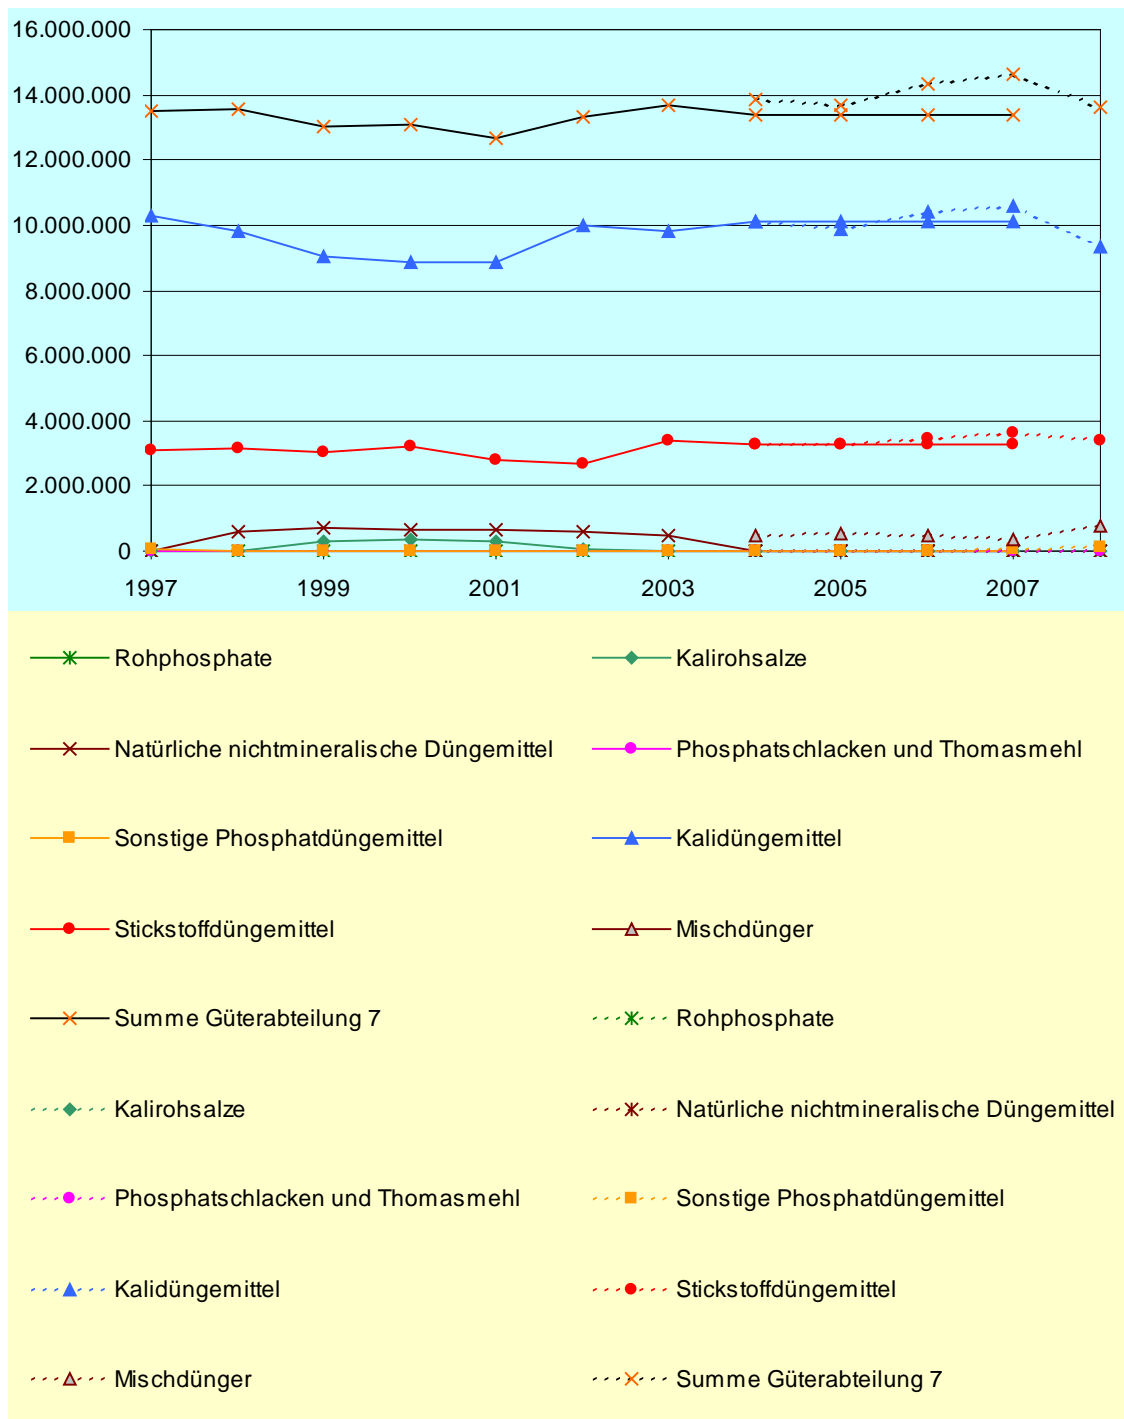 16.000.000
14.000.000
12.000.000
10.000.000
8.000.000
6.000.000
4.000.000
2.000.000
0
1997 1999 2001 2003 2005 2007
Rohphosphate Kalirohsalze
Natürliche nichtmineralische Düngemittel Phosphatschlacken und Thomasmehl
Sonstige Phosphatdüngemittel Kalidüngemittel
Stickstoffdüngemittel Mischdünger
Summe Güterabteilung 7 Rohphosphate
Kalirohsalze Natürliche nichtmineralische Düngemittel
Phosphatschlacken und Thomasmehl Sonstige Phosphatdüngemittel
Kalidüngemittel Stickstoffdüngemittel
Mischdünger Summe Güterabteilung 7